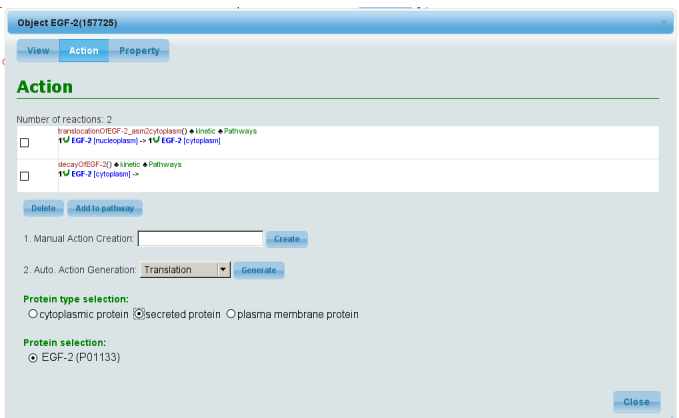 Object EGF-2(157725)
View Action Property
Action
Number of reactions: 2
translocationOfEGF-2_asm2cytoplasm() ♠ kinetic ♠ Pathways
1 EGF-2 [nucleoplasm] -> 1 EGF-2 [cytoplasm]
decayOfEGF-2() ♠ kinetic ♠ Pathways
1 EGF-2 [cytoplasm] ->
Delete Add to pathway
1. Manual Action Creation: Create
2. Auto. Action Generation: Translation Generate
Protein type selection:
cytoplasmic protein secreted protein plasma membrane protein
Protein selection:
EGF-2 (P01133)
Close